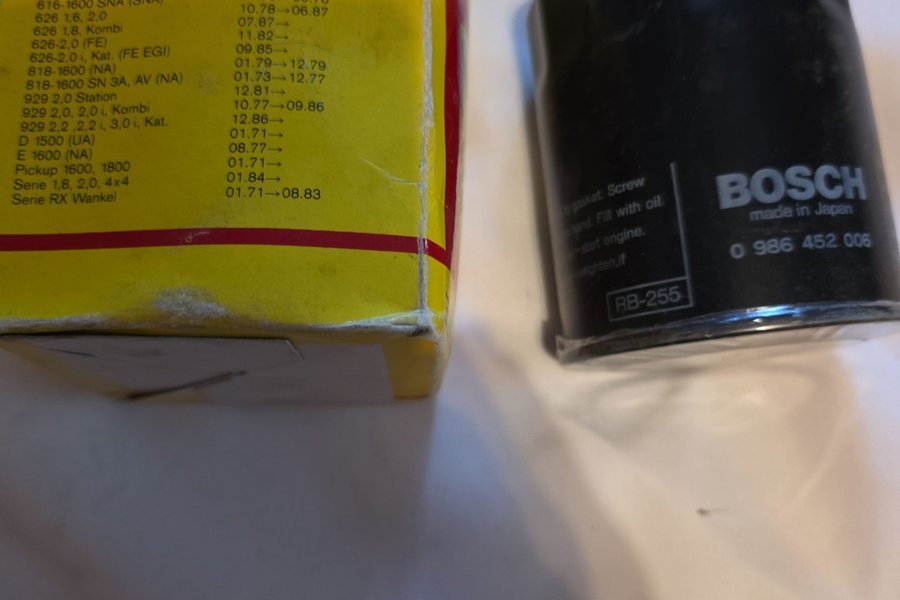 616-1600 SNA (SNA)
626 1,6, 2,0 10.78→06.87
626 1,8, Kombi 07.87→
626-2,0 (FE) 11.82→
626-2,0 i, Kat. (FE EGI) 09.85→
818-1600 (NA) 01.79→12.79
818-1600 SN 3A, AV (NA) 01.73→12.77
929 2,0 Station 12.81→
929 2,0, 2,0 i, Kombi 10.77→09.86
929 2,2 ,2,2 i, 3,0 i, Kat. 12.86→
D 1500 (UA) 01.71→
E 1600 (NA) 08.77→
Pickup 1600, 1800 01.71→
Serie 1,8, 2,0, 4x4 01.84→
Serie RX Wankel 01.71→08.83
gasket. Screw
hand. Fill with oil.
start engine.
retighten,if
RB-255
BOSCH
made in Japan
0 986 452 006